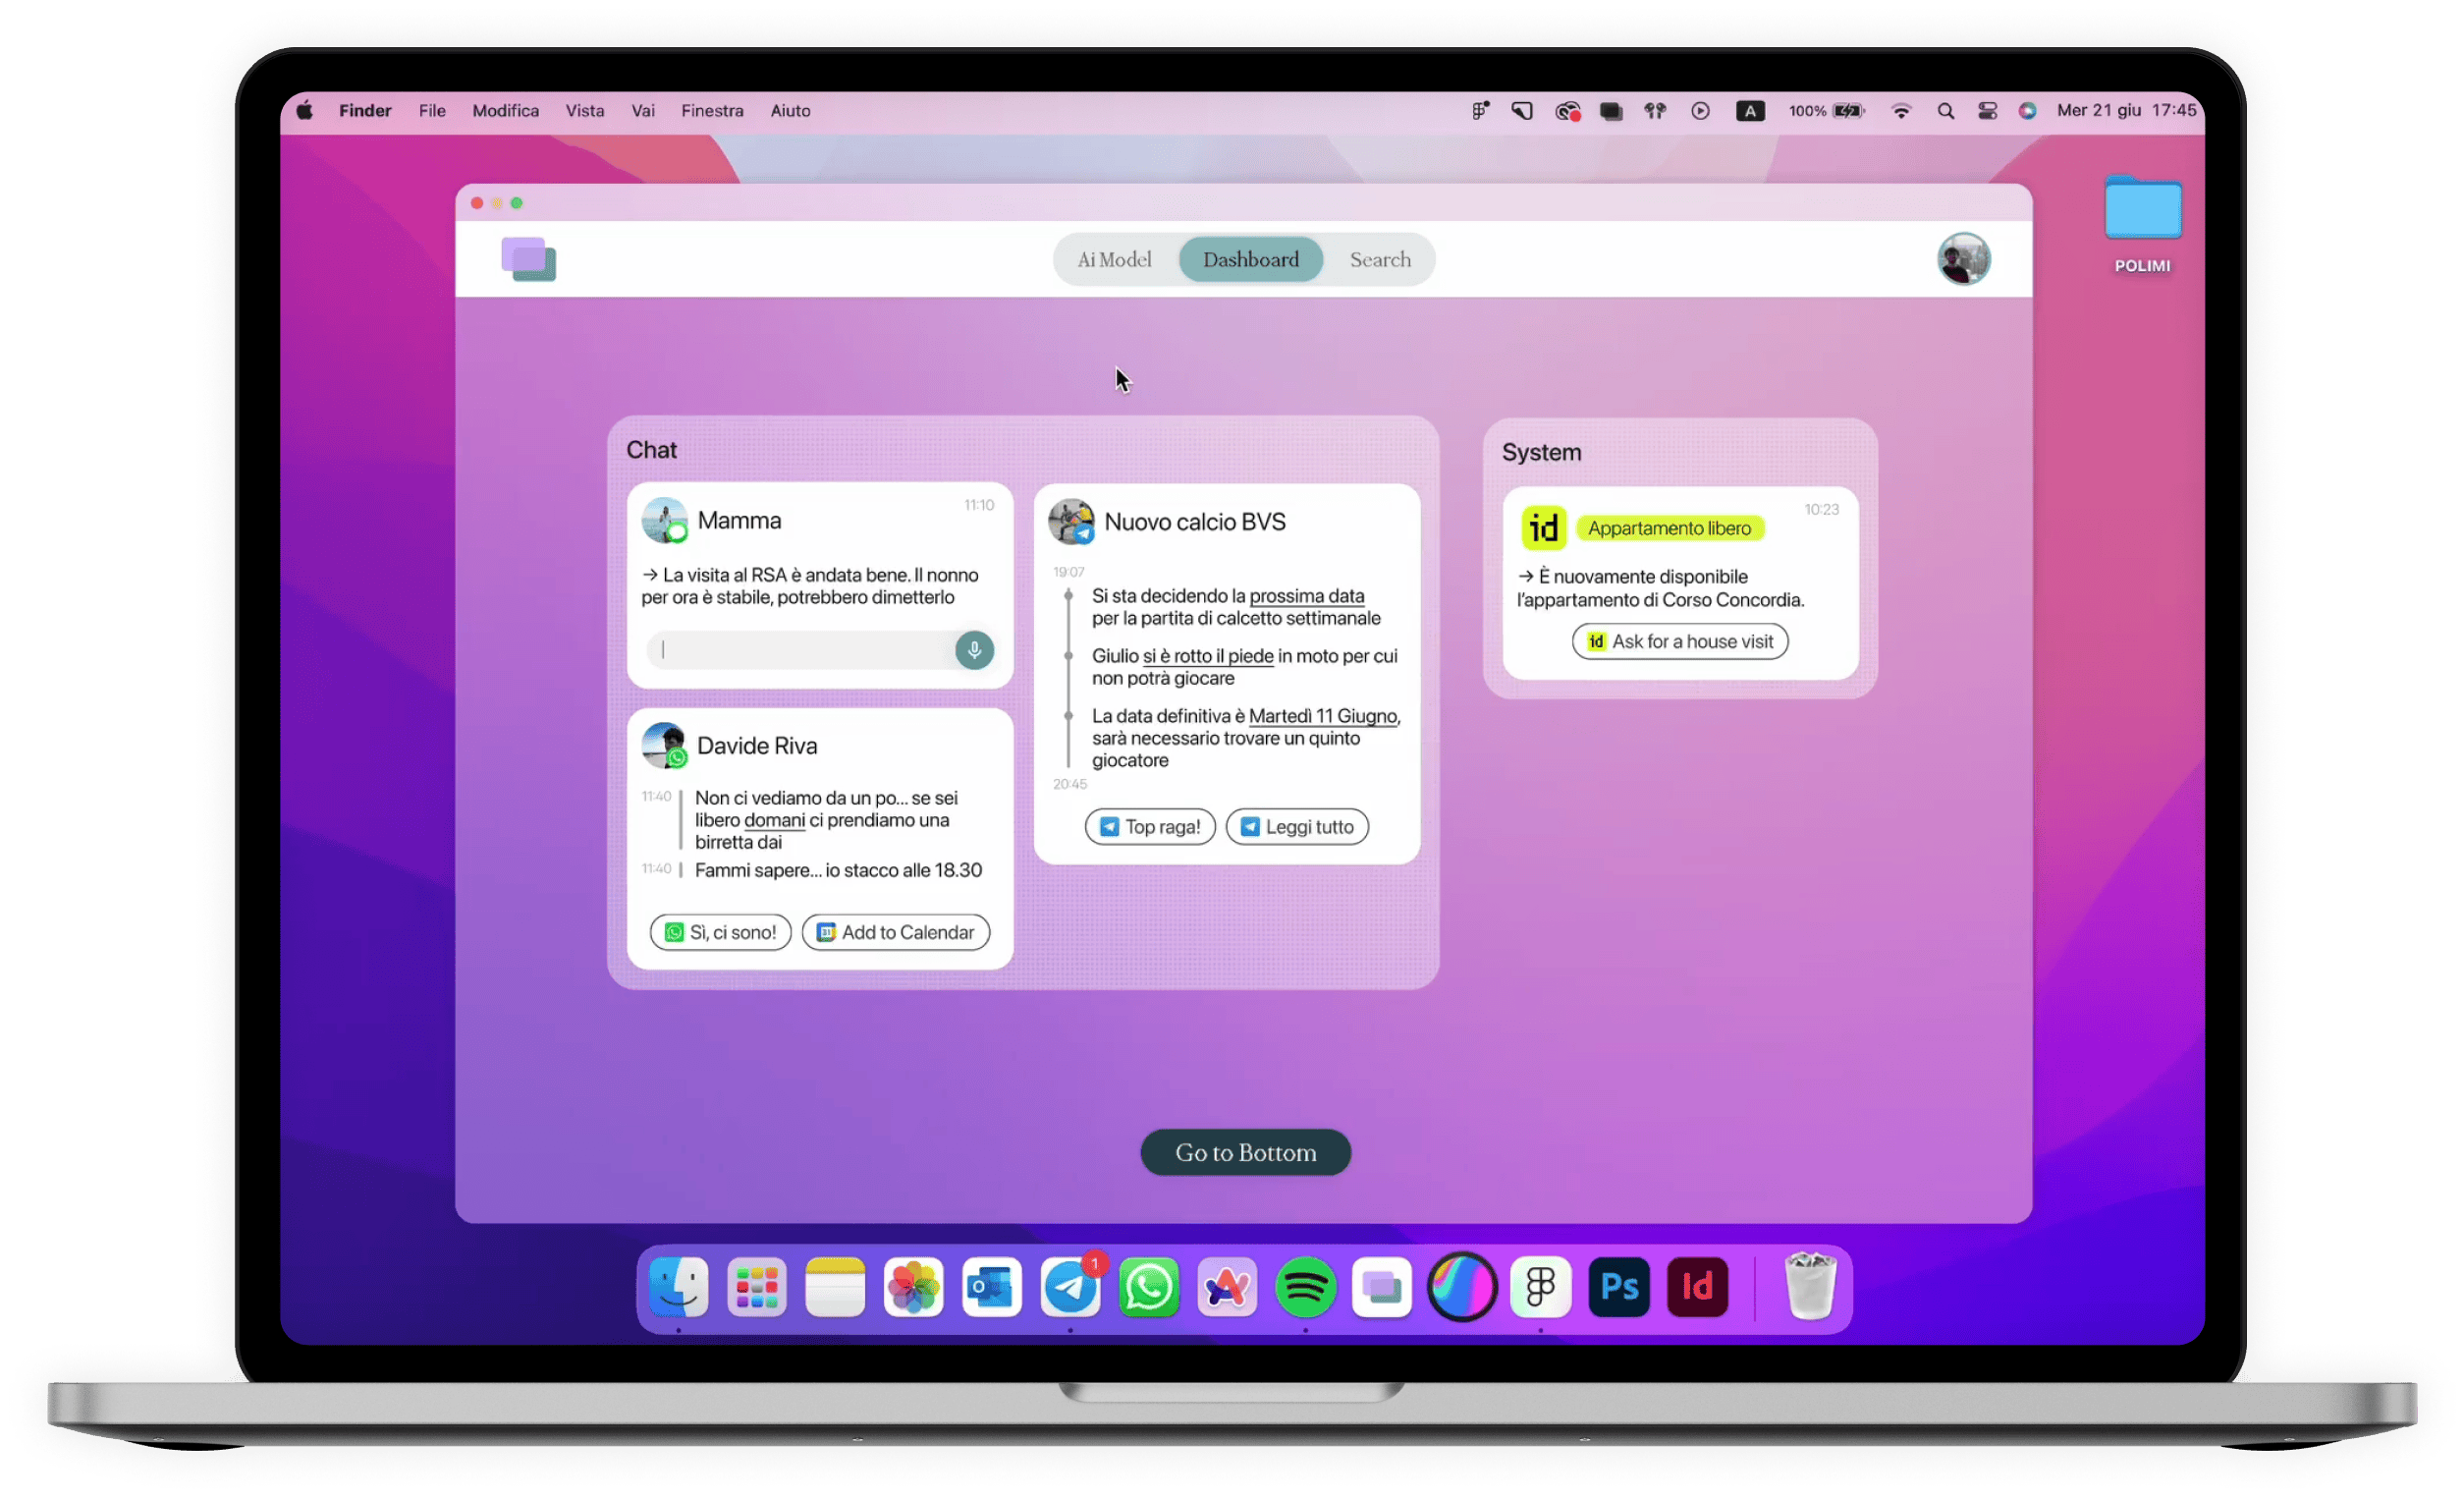 Finder File Modifica Vista Vai Finestra Aiuto
A 100% Mer 21 giu 17:45
POLIMI
Ai Model Dashboard Search
Chat
Mamma
11:10
→ La visita al RSA è andata bene. Il nonno
per ora è stabile, potrebbero dimetterlo
Davide Riva
11:40
Non ci vediamo da un po... se sei
libero domani ci prendiamo una
birretta dai
11:40
Fammi sapere... io stacco alle 18.30
Sì, ci sono!
31 Add to Calendar
Nuovo calcio BVS
19:07
Si sta decidendo la prossima data
per la partita di calcetto settimanale
Giulio si è rotto il piede in moto per cui
non potrà giocare
La data definitiva è Martedì 11 Giugno,
sarà necessario trovare un quinto
giocatore
20:45
Top raga!
Leggi tutto
System
id Appartamento libero
10:23
→ È nuovamente disponibile
l'appartamento di Corso Concordia.
id Ask for a house visit
Go to Bottom
1
Ps
Id